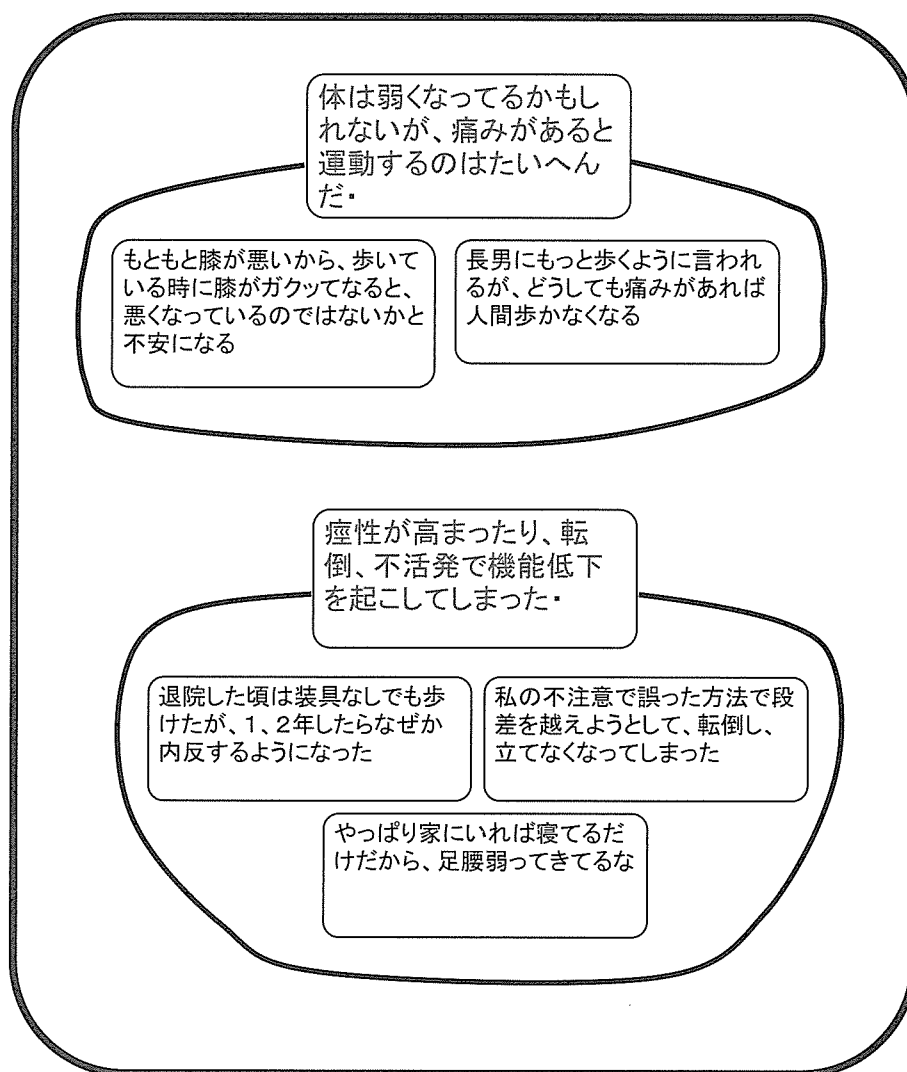 体は弱くなってるかもし
れないが、痛みがあると
運動するのはたいへん
だ・
もともと膝が悪いから、歩いて
いる時に膝がガクッてなると、
悪くなっているのではないかと
不安になる
長男にもっと歩くように言われ
るが、どうしても痛みがあれば
人間歩かなくなる
痙性が高まったり、転
倒、不活発で機能低下
を起こしてしまった・
退院した頃は装具なしでも歩
けたが、1、2年したらなぜか
内反するようになった
私の不注意で誤った方法で段
差を越えようとして、転倒し、
立てなくなってしまった
やっぱり家にいれば寝てるだ
けだから、足腰弱ってきてるな